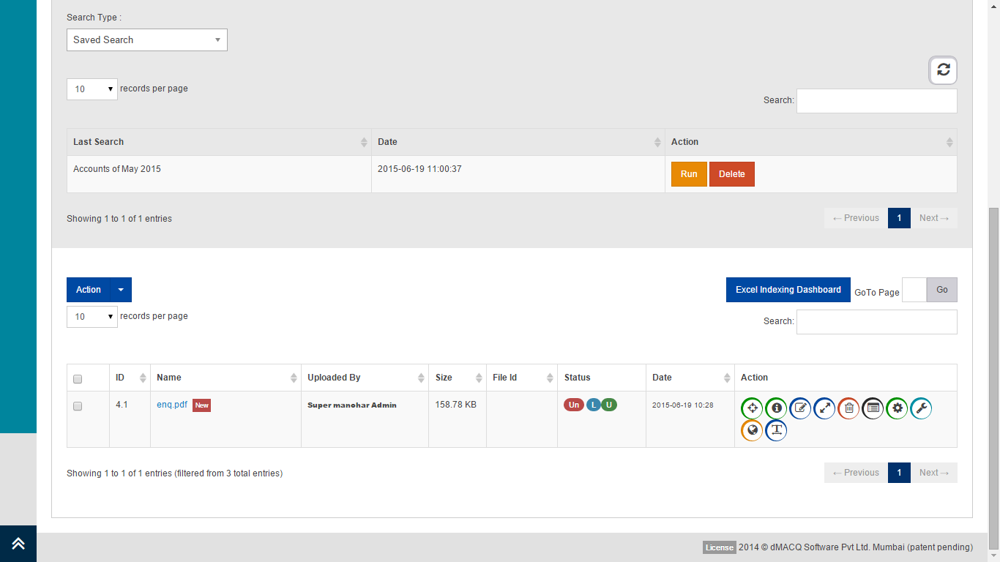 Search Type :
Saved Search
10 records per page
Search:
Last Search Date Action
Accounts of May 2015 2015-06-19 11:00:37 Run Delete
Showing 1 to 1 of 1 entries ← Previous 1 Next →
Action Excel Indexing Dashboard GoTo Page Go
10 records per page
Search:
ID Name Uploaded By Size File Id Status Date Action
4.1 enq.pdf New Super manohar Admin 158.78 KB Un L U 2015-06-19 10:28
Showing 1 to 1 of 1 entries (filtered from 3 total entries) ← Previous 1 Next →
License 2014 © dMACQ Software Pvt Ltd. Mumbai (patent pending)